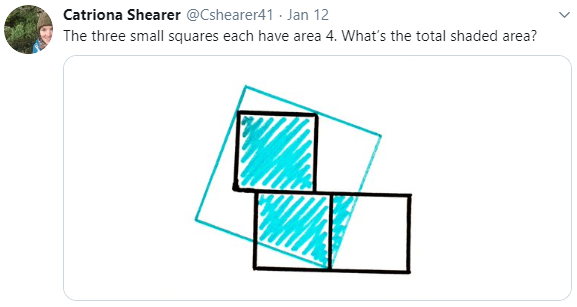 Catriona Shearer @Cshearer41 · Jan 12
The three small squares each have area 4. What's the total shaded area?